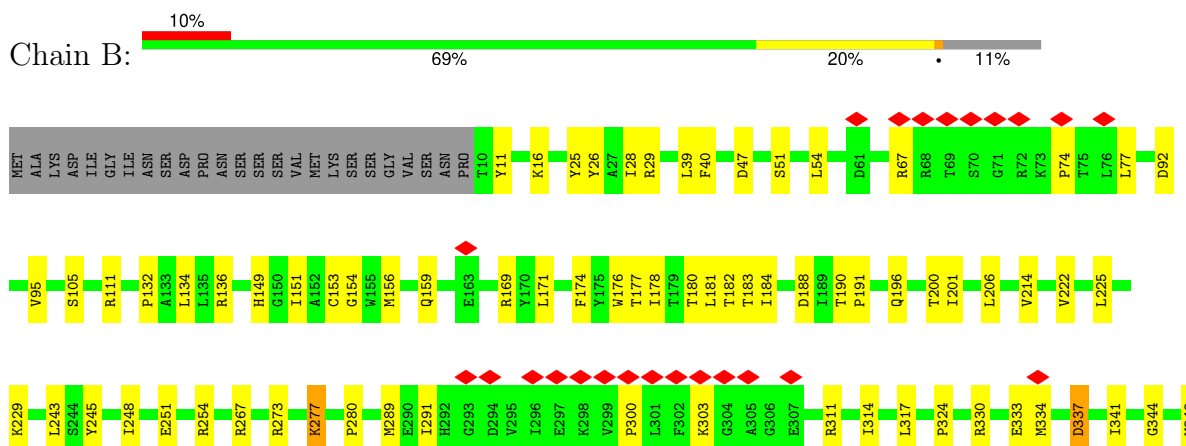 10%
Chain B:
69% 20% • 11%
MET ALA LYS ASP ILE GLY ILE ASN SER ASP PRO ASN SER SER SER VAL MET LYS SER SER GLY VAL SER ASN PRO T10 Y11 K16 Y25 Y26 A27 I28 R29 L39 F40 D47 S51 L54 D61 R67 R68 T69 S70 G71 R72 K73 P74 T75 L76 L77 D92
V95 S105 R111 P132 A133 L134 L135 R136 H149 G150 I151 A152 C153 G154 W155 M156 Q159 E163 R169 Y170 L171 F174 Y175 W176 T177 I178 T179 T180 L181 T182 T183 I184 D188 I189 T190 P191 Q196 T200 I201 L206 V214 V222 L225
K229 L243 S244 Y245 I248 E251 R254 R267 R273 K277 P280 M289 E290 I291 H292 G293 D294 V295 I296 E297 K298 V299 P300 L301 F302 K303 G304 A305 G306 E307 R311 I314 L317 P324 R330 E333 M334 D337 I341 G344